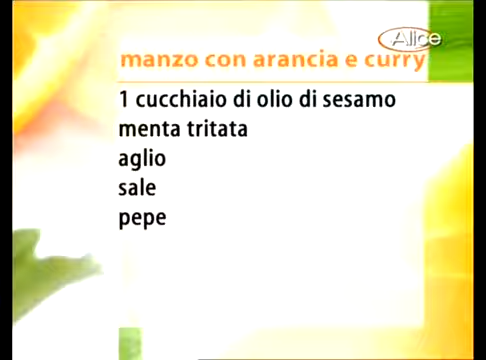 Alice
manzo con arancia e curry
1 cucchiaio di olio di sesamo
menta tritata
aglio
sale
pepe